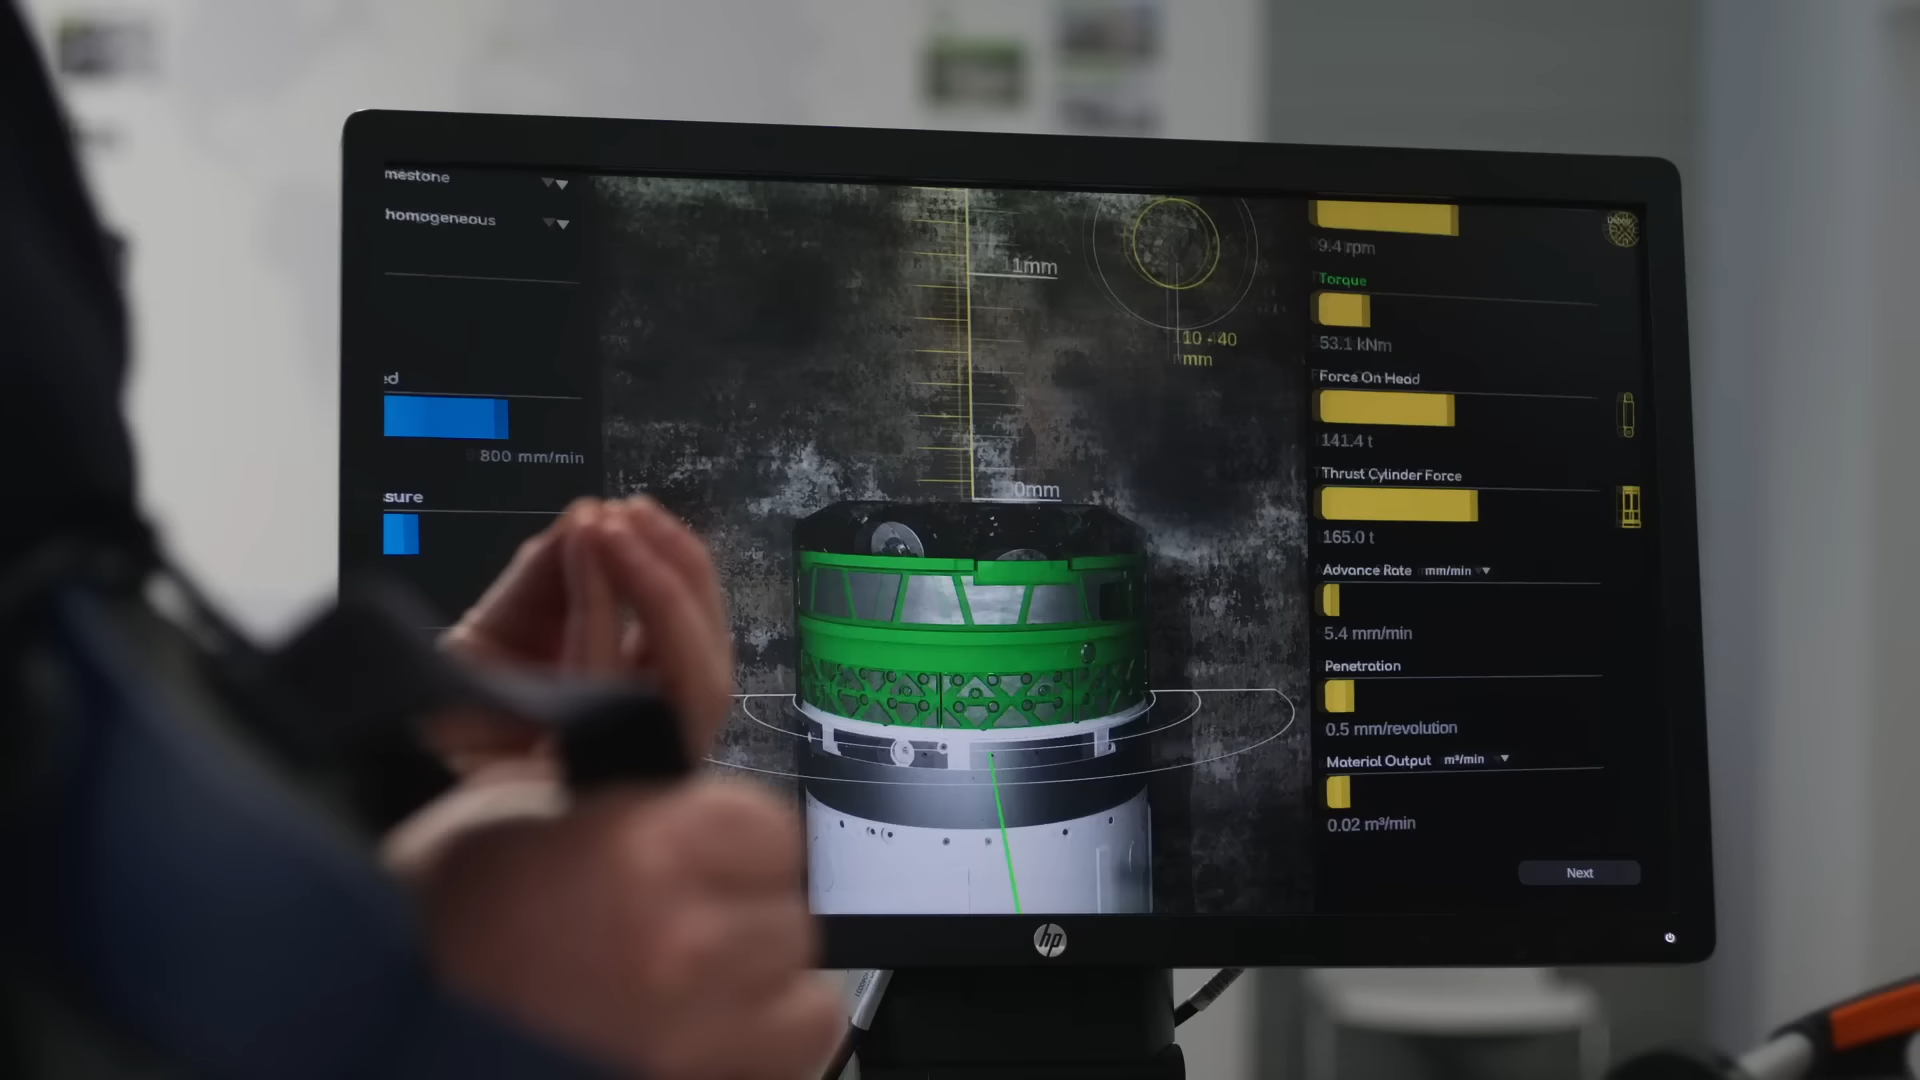 mestone
homogeneous
ed
800 mm/min
sure
11mm
10 - 40
mm
0mm
9.4 rpm
Torque
53.1 kNm
Force On Head
141.4 t
Thrust Cylinder Force
165.0 t
Advance Rate mm/min
5.4 mm/min
Penetration
0.5 mm/revolution
Material Output m³/min
0.02 m³/min
Next
hp